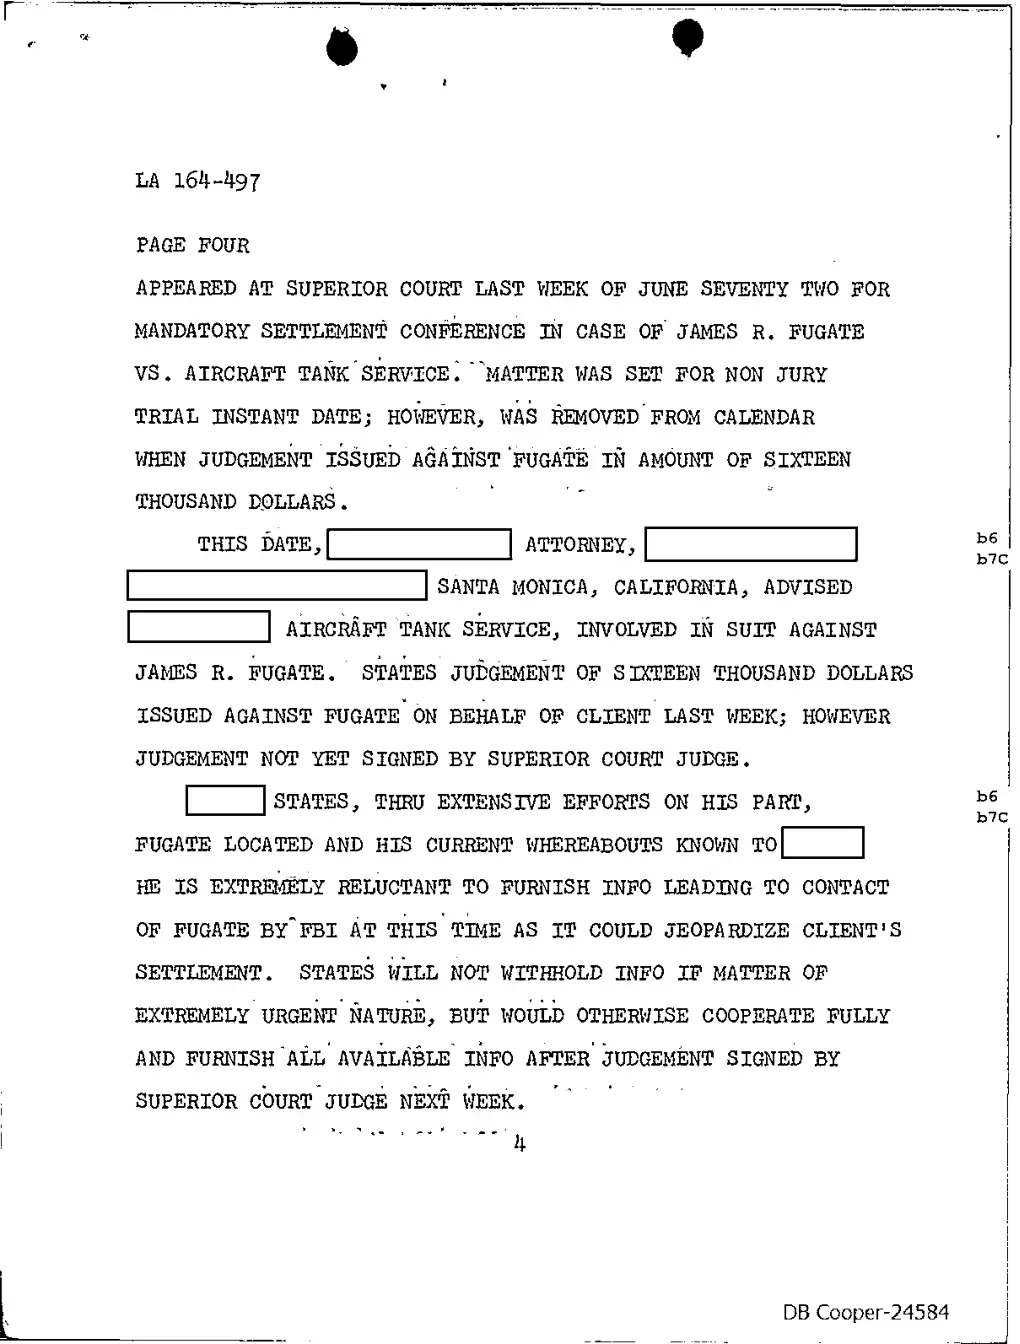 LA 164-497
PAGE FOUR
APPEARED AT SUPERIOR COURT LAST WEEK OF JUNE SEVENTY TWO FOR
MANDATORY SETTLEMENT CONFERENCE IN CASE OF JAMES R. FUGATE
VS. AIRCRAFT TANK SERVICE. MATTER WAS SET FOR NON JURY
TRIAL INSTANT DATE; HOWEVER, WAS REMOVED FROM CALENDAR
WHEN JUDGEMENT ISSUED AGAINST FUGATE IN AMOUNT OF SIXTEEN
THOUSAND DOLLARS.
THIS DATE, ATTORNEY, b6
b7C
SANTA MONICA, CALIFORNIA, ADVISED
AIRCRAFT TANK SERVICE, INVOLVED IN SUIT AGAINST
JAMES R. FUGATE. STATES JUDGEMENT OF SIXTEEN THOUSAND DOLLARS
ISSUED AGAINST FUGATE ON BEHALF OF CLIENT LAST WEEK; HOWEVER
JUDGEMENT NOT YET SIGNED BY SUPERIOR COURT JUDGE.
STATES, THRU EXTENSIVE EFFORTS ON HIS PART, b6
b7C
FUGATE LOCATED AND HIS CURRENT WHEREABOUTS KNOWN TO
HE IS EXTREMELY RELUCTANT TO FURNISH INFO LEADING TO CONTACT
OF FUGATE BY FBI AT THIS TIME AS IT COULD JEOPARDIZE CLIENT'S
SETTLEMENT. STATES WILL NOT WITHHOLD INFO IF MATTER OF
EXTREMELY URGENT NATURE, BUT WOULD OTHERWISE COOPERATE FULLY
AND FURNISH ALL AVAILABLE INFO AFTER JUDGEMENT SIGNED BY
SUPERIOR COURT JUDGE NEXT WEEK.
4
DB Cooper-24584